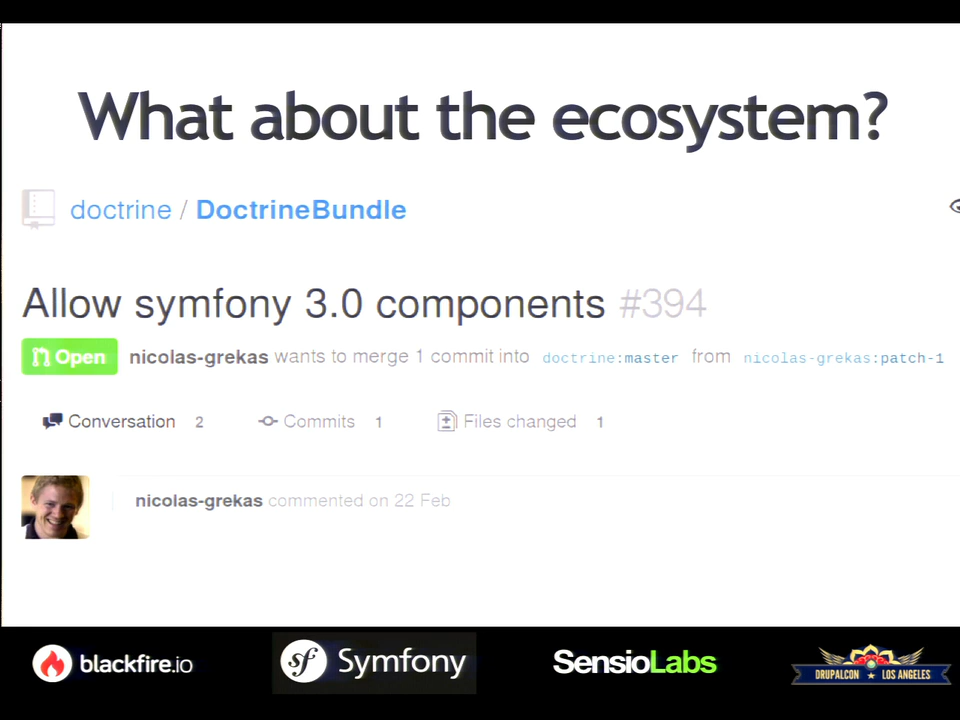 What about the ecosystem?
doctrine / DoctrineBundle
Allow symfony 3.0 components #394
Open nicolas-grekas wants to merge 1 commit into doctrine:master from nicolas-grekas:patch-1
Conversation 2 Commits 1 Files changed 1
nicolas-grekas commented on 22 Feb
blackfire.io sf Symfony SensioLabs DRUPALCON LOS ANGELES